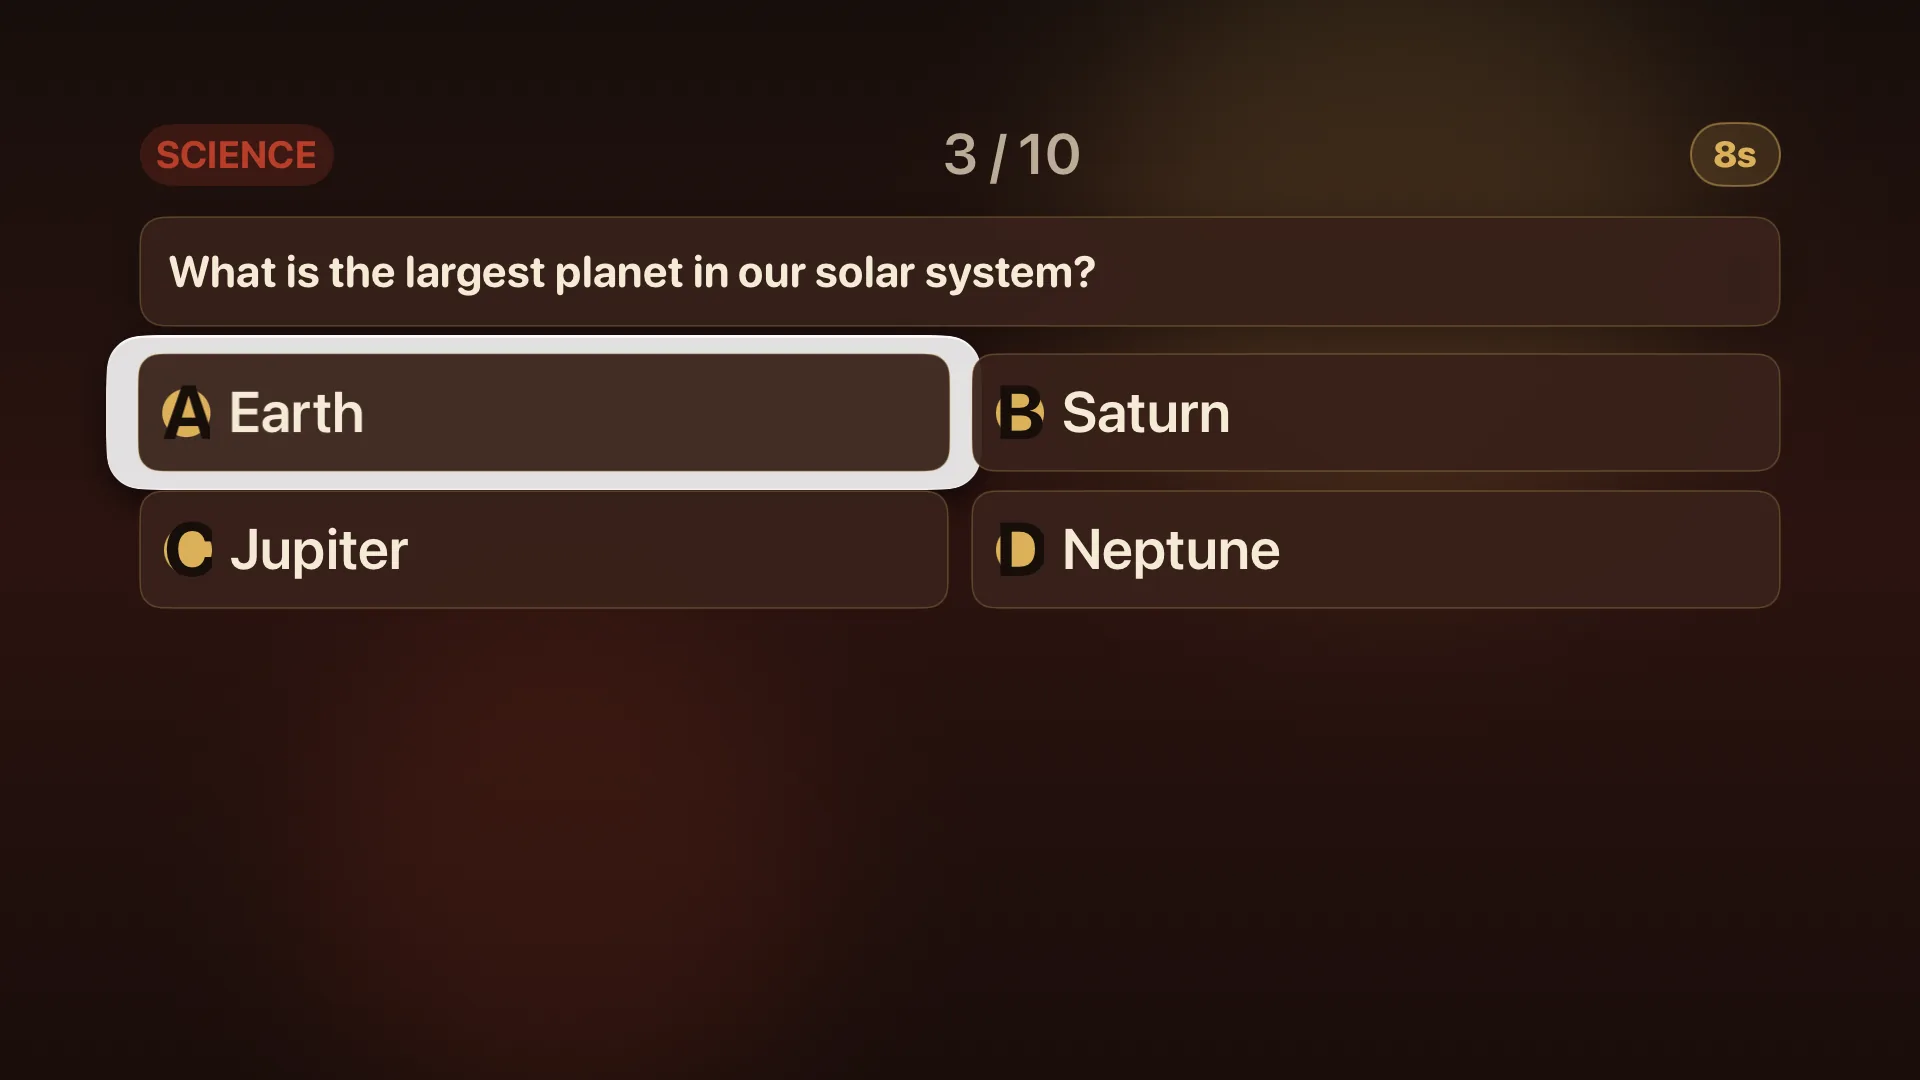 SCIENCE
3 / 10
8s
What is the largest planet in our solar system?
A Earth
B Saturn
C Jupiter
D Neptune